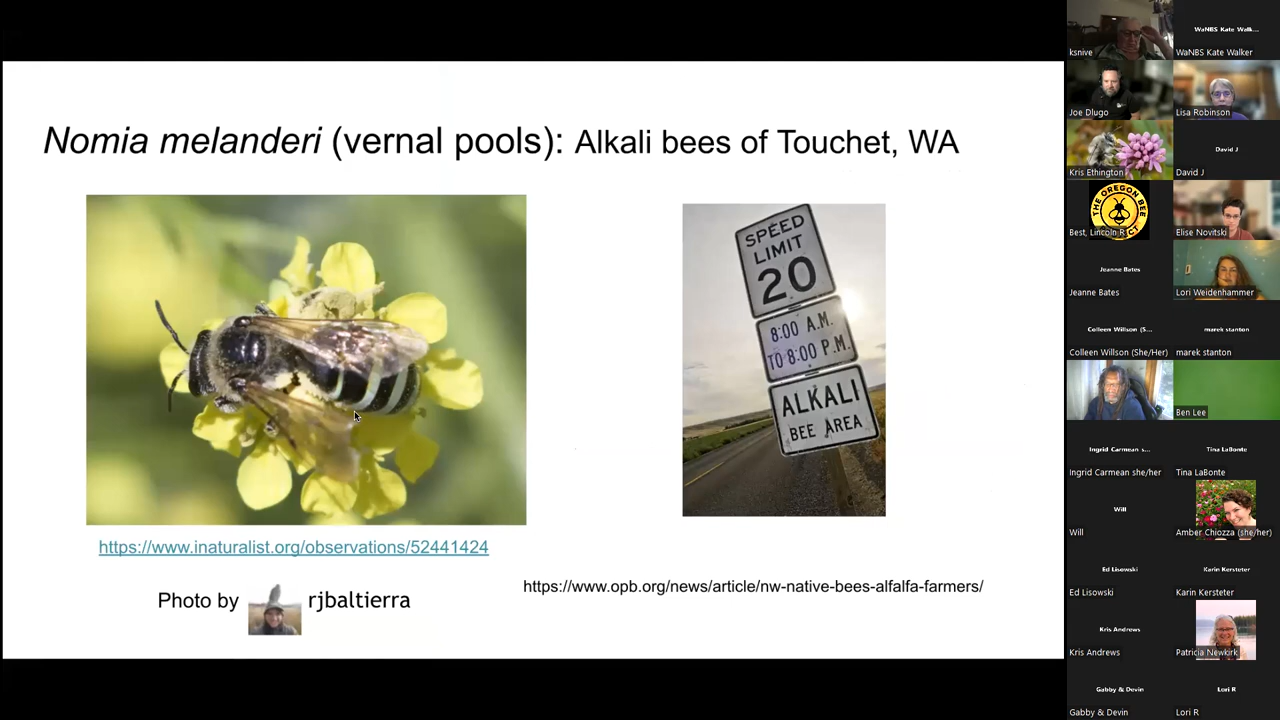 Nomia melanderi (vernal pools): Alkali bees of Touchet, WA
SPEED
LIMIT
20
8:00 A.M.
TO 8:00 P.M.
ALKALI
BEE AREA
https://www.inaturalist.org/observations/52441424
Photo by rjbaltierra
https://www.opb.org/news/article/nw-native-bees-alfalfa-farmers/
ksnive
WaNBS Kate Walk...
WaNBS Kate Walker
Joe Dlugo
Lisa Robinson
Kris Ethington
David J
David J
THE OREGON BEE
Best, Lincoln R
Elise Novitski
Jeanne Bates
Jeanne Bates
Lori Weidenhammer
Colleen Willson (S...
Colleen Willson (She/Her)
marek stanton
marek stanton
Ben Lee
Ingrid Carmean s...
Ingrid Carmean she/her
Tina LaBonte
Tina LaBonte
Will
Will
Amber Chiozza (she/her)
Ed Lisowski
Ed Lisowski
Karin Kersteter
Karin Kersteter
Kris Andrews
Kris Andrews
Patricia Newkirk
Gabby & Devin
Gabby & Devin
Lori R
Lori R